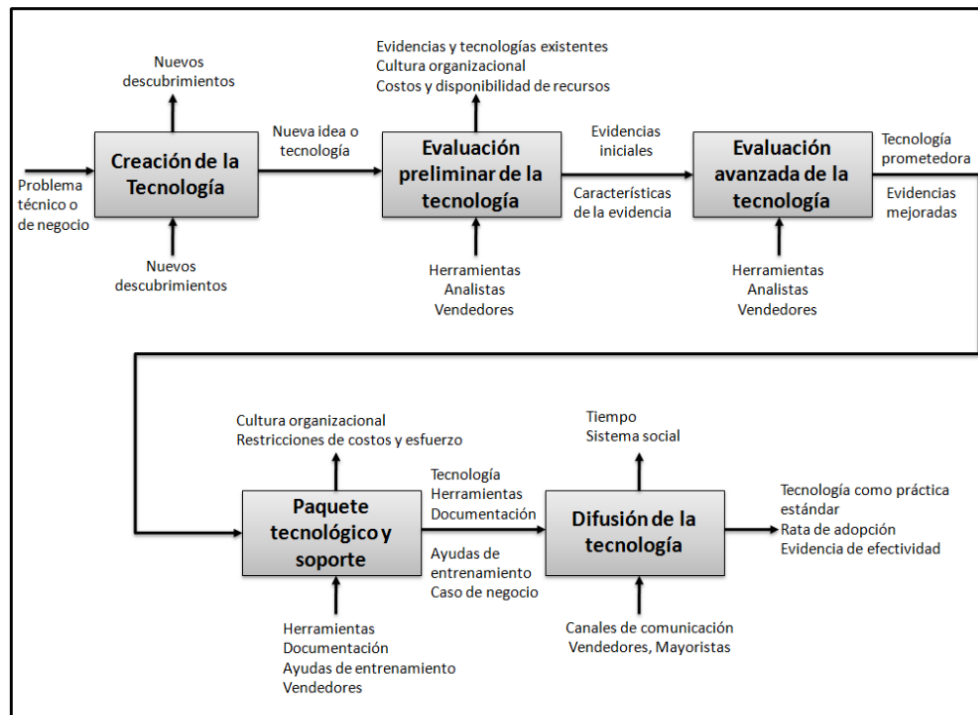 Nuevos
descubrimientos
Evidencias y tecnologías existentes
Cultura organizacional
Costos y disponibilidad de recursos
Problema
técnico o
de negocio
Creación de la
Tecnología
Nueva idea o
tecnología
Evaluación
preliminar de la
tecnología
Evidencias
iniciales
Características
de la evidencia
Evaluación
avanzada de la
tecnología
Tecnología
prometedora
Evidencias
mejoradas
Nuevos
descubrimientos
Herramientas
Analistas
Vendedores
Herramientas
Analistas
Vendedores
Cultura organizacional
Restricciones de costos y esfuerzo
Tiempo
Sistema social
Paquete
tecnológico y
soporte
Tecnología
Herramientas
Documentación
Ayudas de
entrenamiento
Caso de negocio
Difusión de la
tecnología
Tecnología como práctica
estándar
Rata de adopción
Evidencia de efectividad
Herramientas
Documentación
Ayudas de entrenamiento
Vendedores
Canales de comunicación
Vendedores, Mayoristas